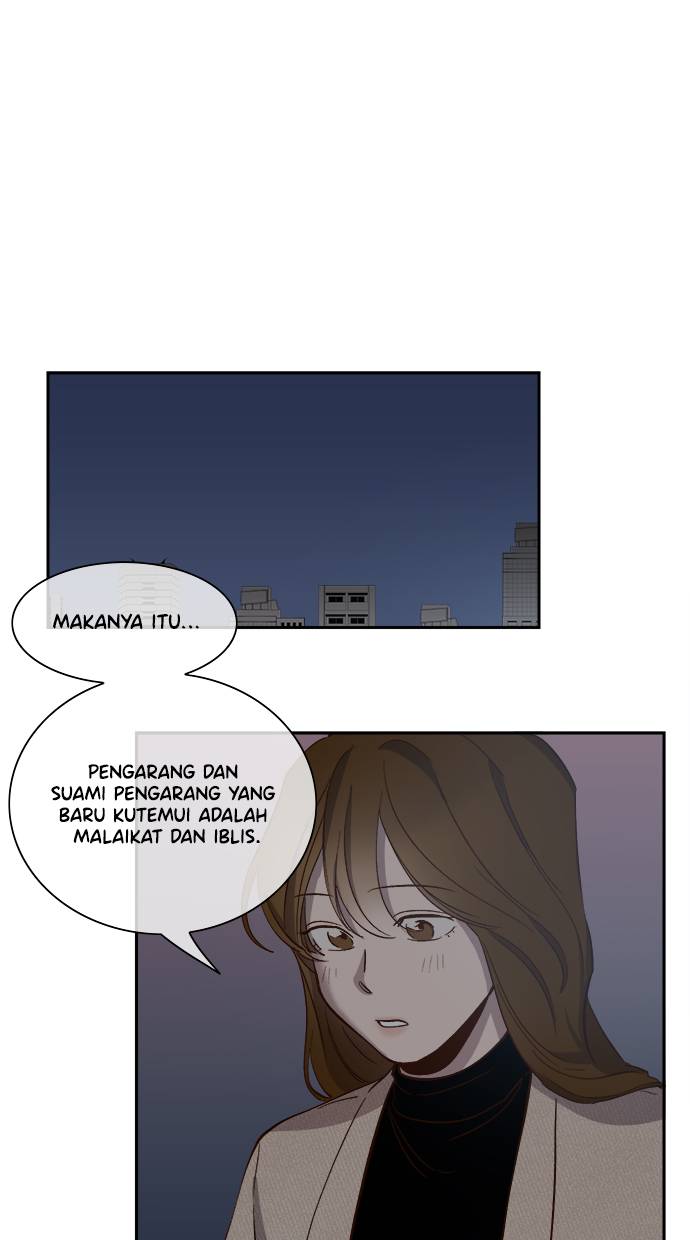 MAKANYA ITU...
PENGARANG DAN
SUAMI PENGARANG YANG
BARU KUTEMUI ADALAH
MALAIKAT DAN IBLIS.